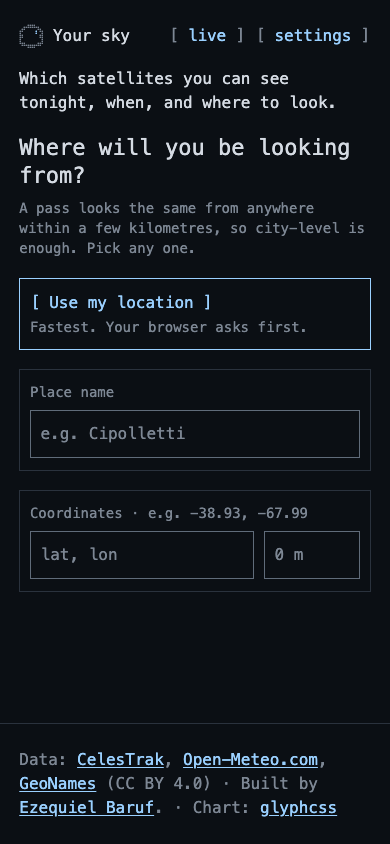 Your sky [ live ] [ settings ]
Which satellites you can see
tonight, when, and where to look.
Where will you be looking
from?
A pass looks the same from anywhere
within a few kilometres, so city-level is
enough. Pick any one.
[ Use my location ]
Fastest. Your browser asks first.
Place name
e.g. Cipolletti
Coordinates · e.g. -38.93, -67.99
lat, lon 0 m
Data: CelesTrak, Open-Meteo.com,
GeoNames (CC BY 4.0) · Built by
Ezequiel Baruf. · Chart: glyphcss